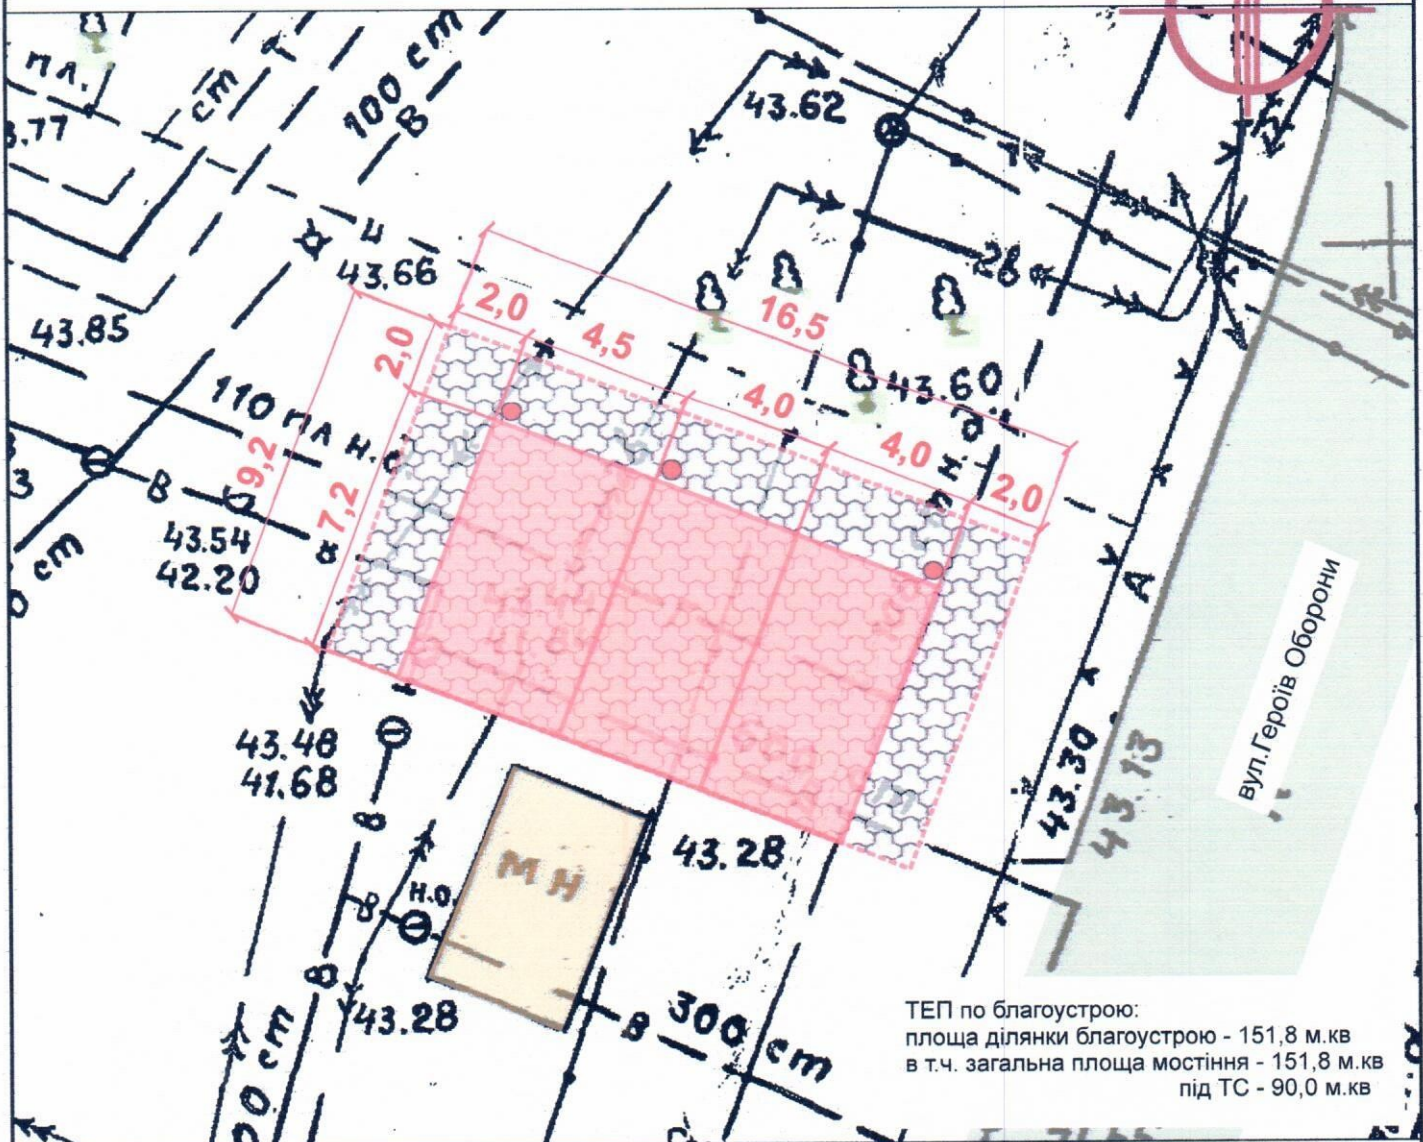 пл.
ст
100 ст
В
43.62
3.77
ц
43.66
28
43.85
2,0
4,5
16,5
2,0
4,0
43.60
110 пл н.
4,0
2,0
9,2
7,2
В
43.54
42.20
ст
А
вул.Героїв Оборони
43.48
41.68
43.30
43.13
В
43.28
МН
Н.О.
В
В
43.28
В 300 ст
00 ст
ТЕП по благоустрою:
площа ділянки благоустрою - 151,8 м.кв
в т.ч. загальна площа мостіння - 151,8 м.кв
під ТС - 90,0 м.кв